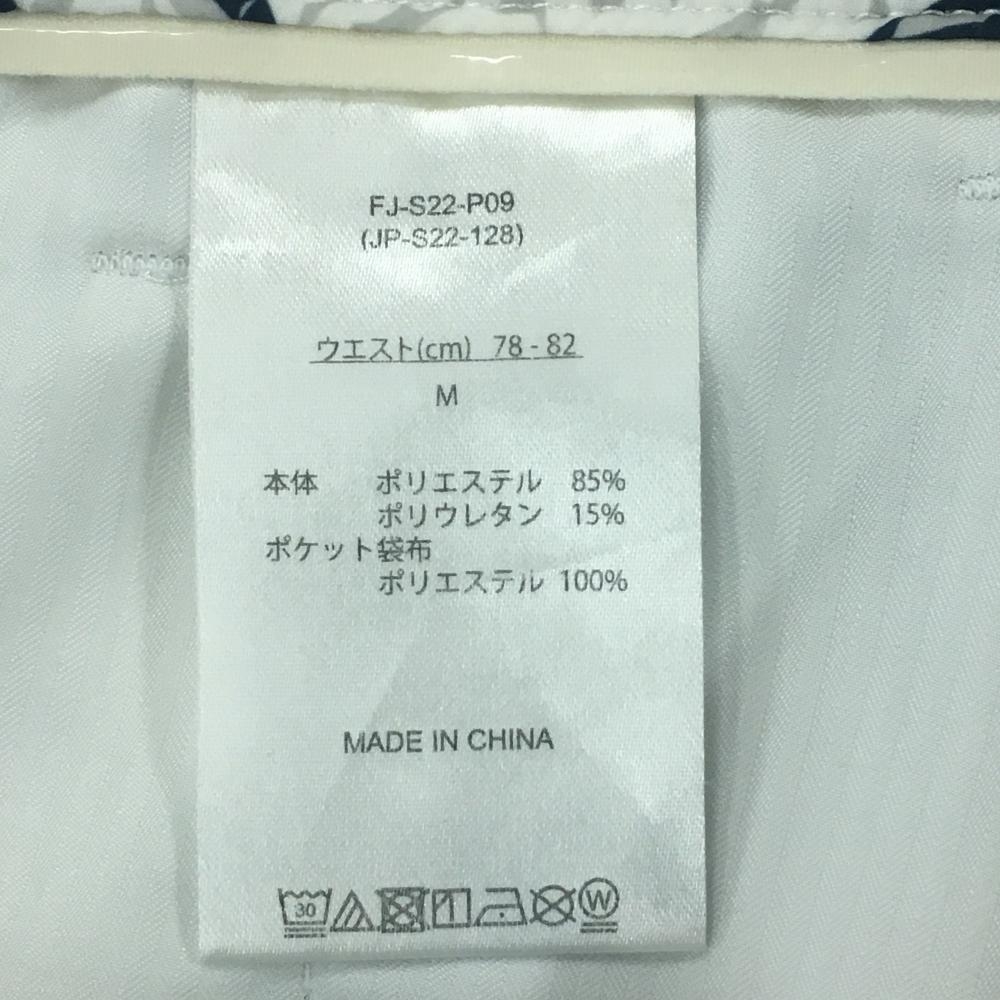 FJ-S22-P09
(JP-S22-128)
ウエスト(cm) 78 - 82
M
本体 ポリエステル 85%
ポリウレタン 15%
ポケット袋布
ポリエステル 100%
MADE IN CHINA
30 W